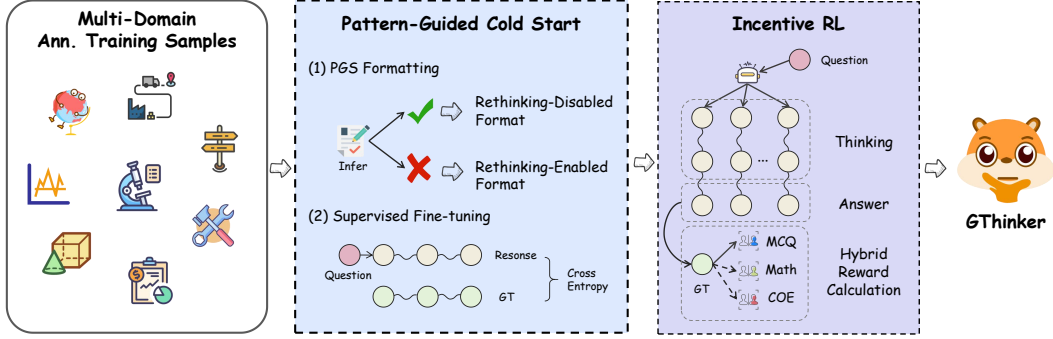 Multi-Domain
Ann. Training Samples
Pattern-Guided Cold Start
(1) PGS Formatting
Infer
Rethinking-Disabled
Format
Rethinking-Enabled
Format
(2) Supervised Fine-tuning
Question
Resonse
GT
Cross
Entropy
Incentive RL
Question
Thinking
...
Answer
GT
MCQ
Math
COE
Hybrid
Reward
Calculation
GThinker